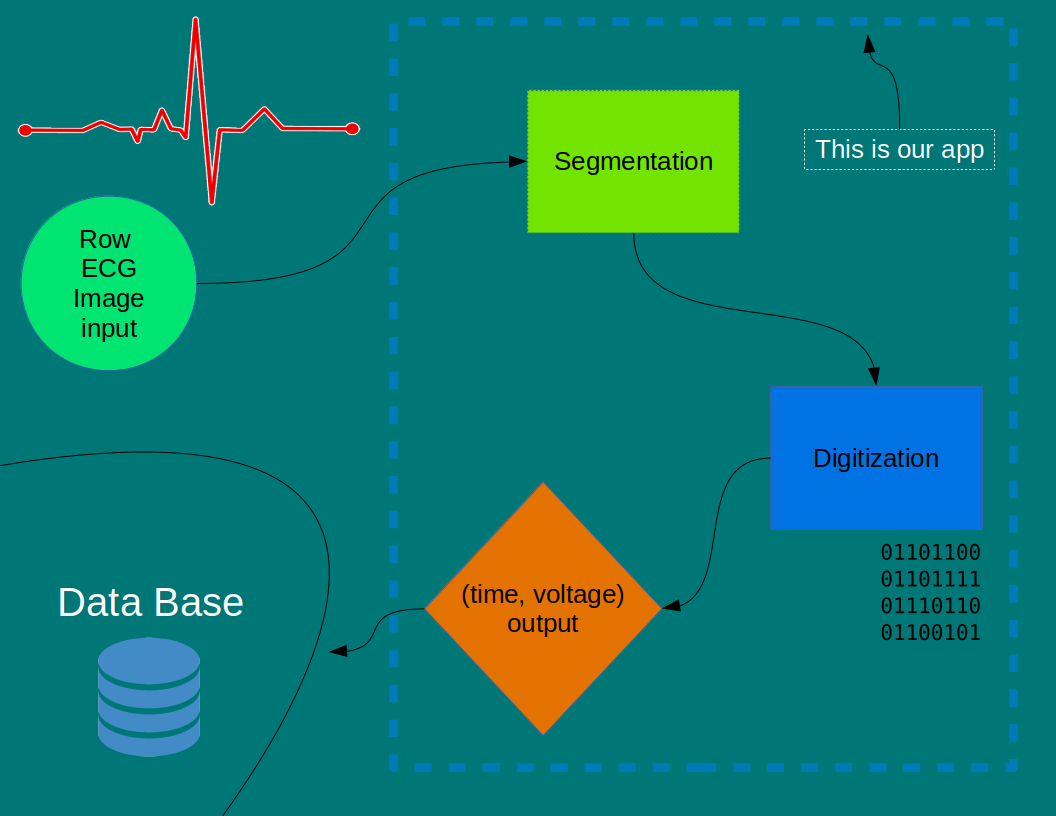 Row
ECG
Image
input
Segmentation
This is our app
Digitization
01101100
01101111
01110110
01100101
(time, voltage)
output
Data Base